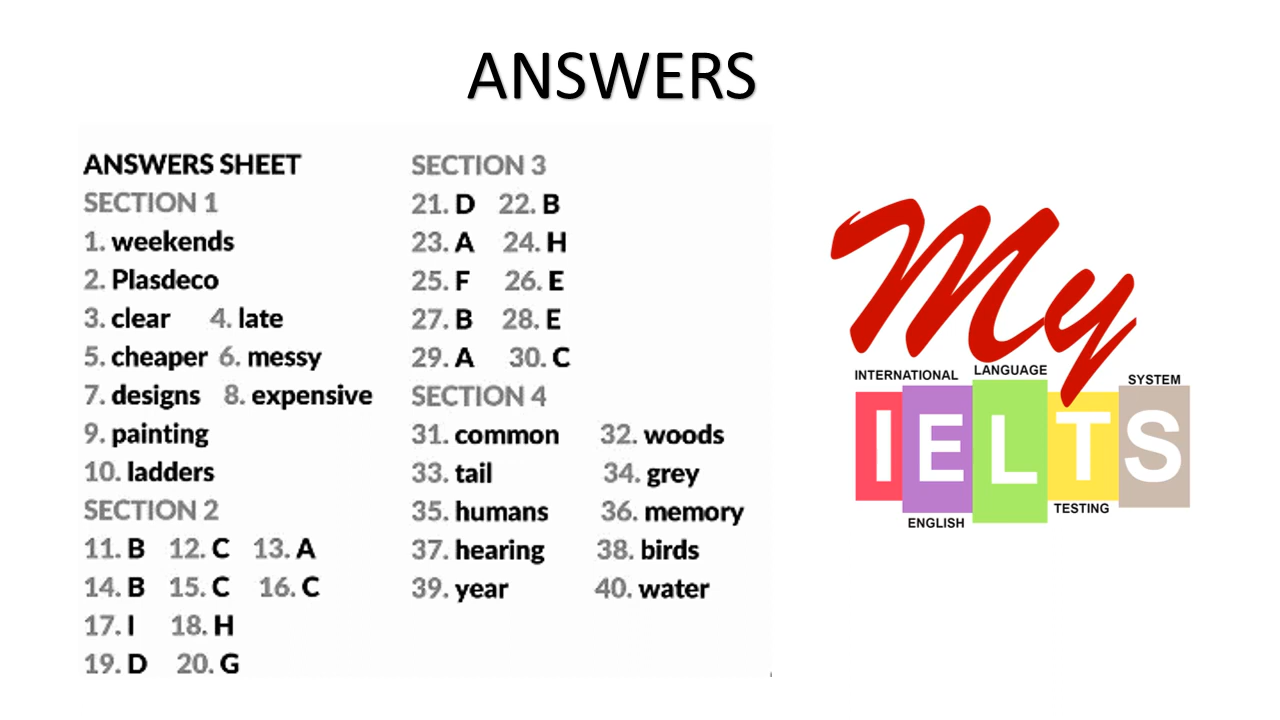 ANSWERS
ANSWERS SHEET
SECTION 1
1. weekends
2. Plasdeco
3. clear 4. late
5. cheaper 6. messy
7. designs 8. expensive
9. painting
10. ladders
SECTION 2
11. B 12. C 13. A
14. B 15. C 16. C
17. I 18. H
19. D 20. G
SECTION 3
21. D 22. B
23. A 24. H
25. F 26. E
27. B 28. E
29. A 30. C
SECTION 4
31. common 32. woods
33. tail 34. grey
35. humans 36. memory
37. hearing 38. birds
39. year 40. water
My
INTERNATIONAL LANGUAGE SYSTEM
IELTS
ENGLISH TESTING